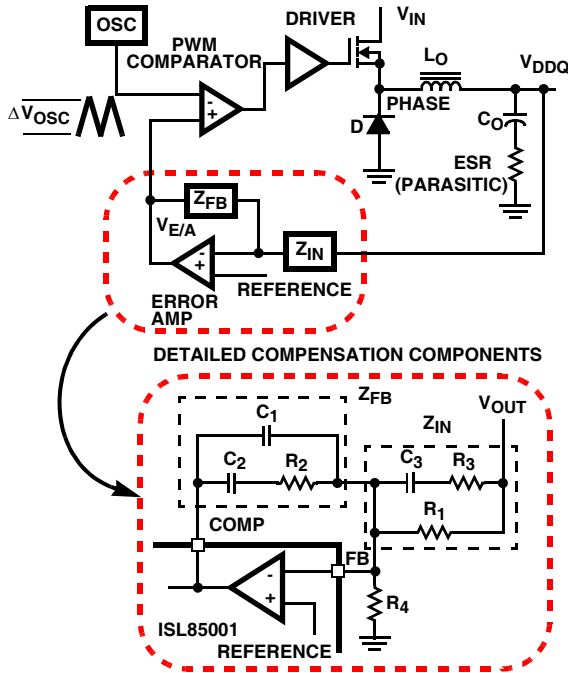 OSC
PWM
COMPARATOR
DRIVER
VIN
LO
VDDQ
ΔVOSC
-
+
PHASE
D
CO
ESR
(PARASITIC)
ZFB
VE/A
-
+
ZIN
REFERENCE
ERROR
AMP
DETAILED COMPENSATION COMPONENTS
ZFB
C1
ZIN
VOUT
C2
R2
C3
R3
R1
COMP
FB
-
+
R4
ISL85001
REFERENCE